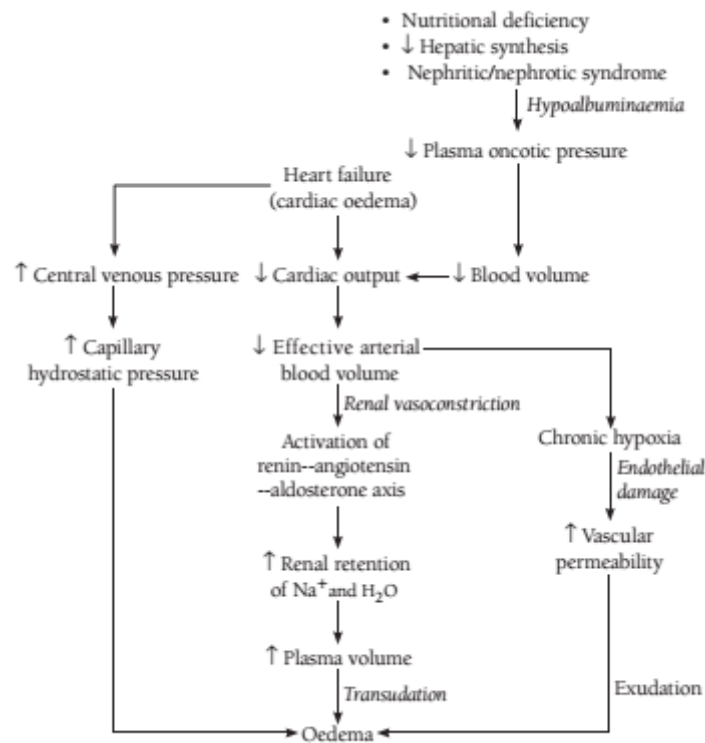 • Nutritional deficiency
• ↓ Hepatic synthesis
• Nephritic/nephrotic syndrome
Hypoalbuminaemia
↓ Plasma oncotic pressure
Heart failure
(cardiac oedema)
↑ Central venous pressure
↓ Cardiac output
↓ Blood volume
↑ Capillary
hydrostatic pressure
↓ Effective arterial
blood volume
Renal vasoconstriction
Activation of
renin--angiotensin
--aldosterone axis
Chronic hypoxia
Endothelial
damage
↑ Vascular
permeability
↑ Renal retention
of Na⁺ and H₂O
↑ Plasma volume
Transudation
Exudation
Oedema